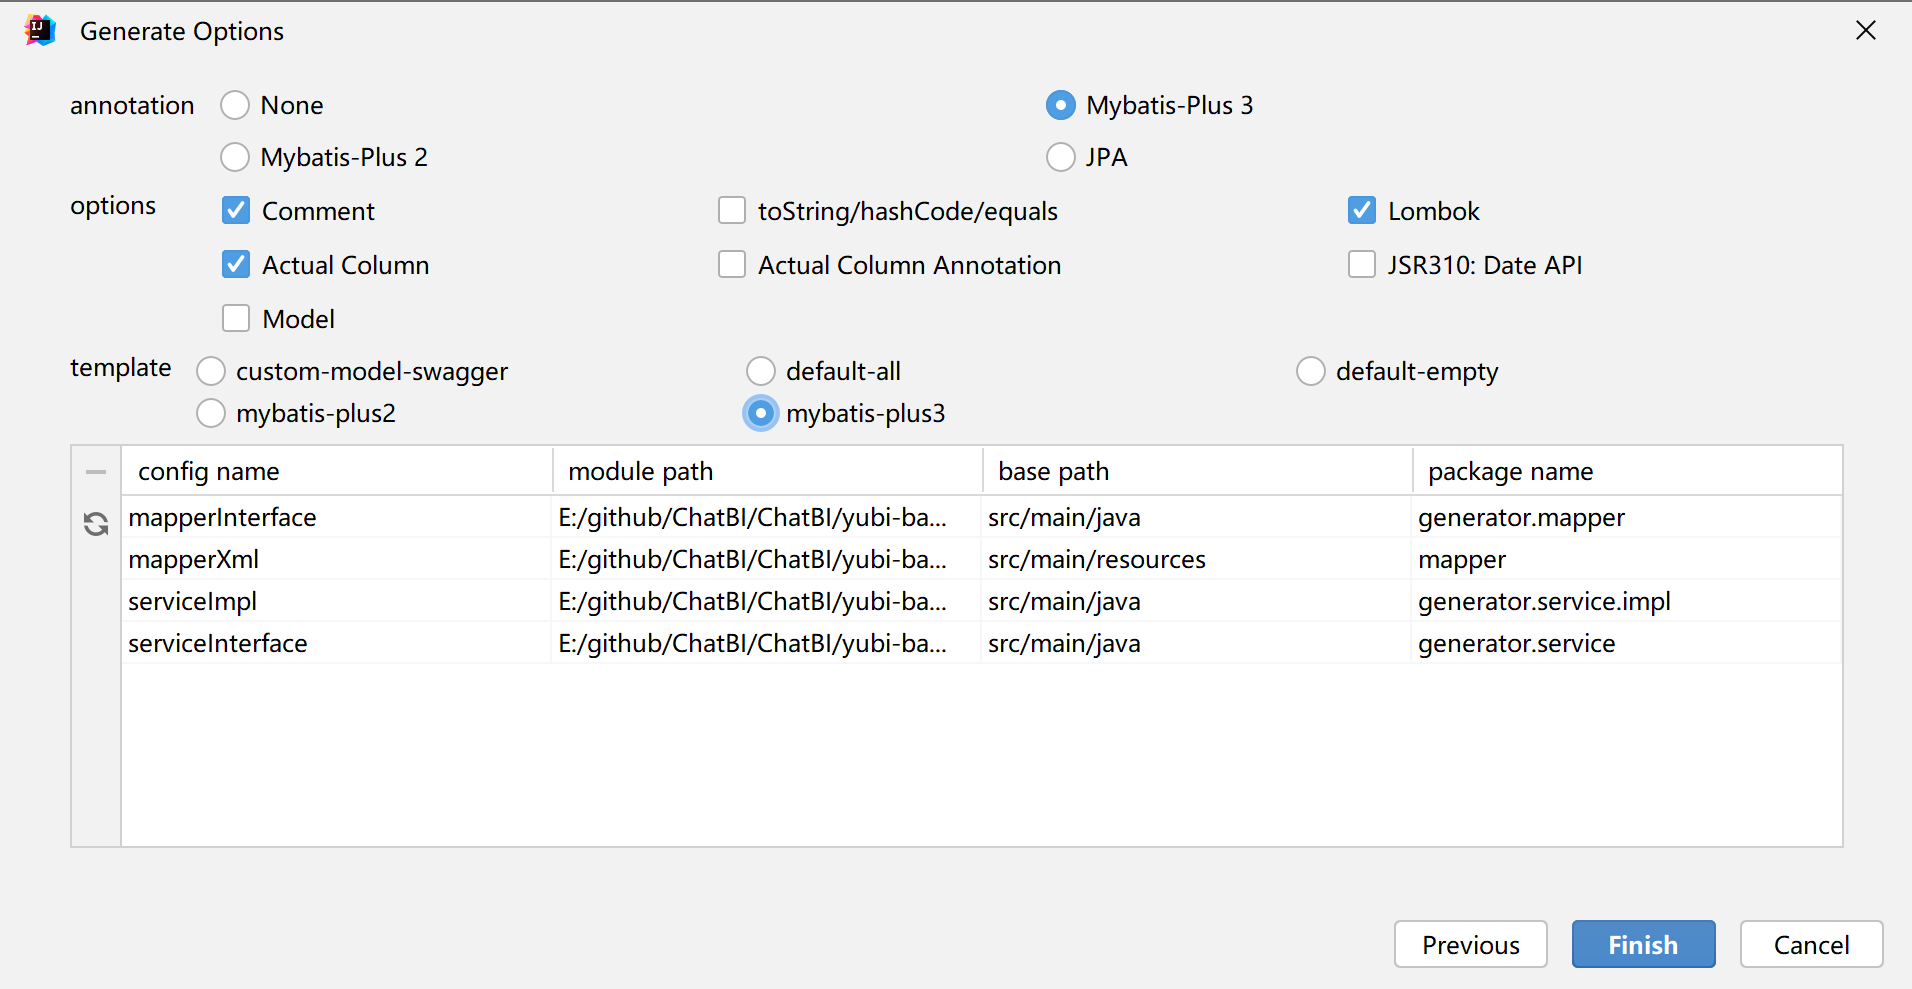 IJ
Generate Options
annotation None Mybatis-Plus 3
Mybatis-Plus 2 JPA
options Comment toString/hashCode/equals Lombok
Actual Column Actual Column Annotation JSR310: Date API
Model
template custom-model-swagger default-all default-empty
mybatis-plus2 mybatis-plus3
config name module path base path package name
mapperInterface E:/github/ChatBI/ChatBI/yubi-ba... src/main/java generator.mapper
mapperXml E:/github/ChatBI/ChatBI/yubi-ba... src/main/resources mapper
serviceImpl E:/github/ChatBI/ChatBI/yubi-ba... src/main/java generator.service.impl
serviceInterface E:/github/ChatBI/ChatBI/yubi-ba... src/main/java generator.service
Previous Finish Cancel